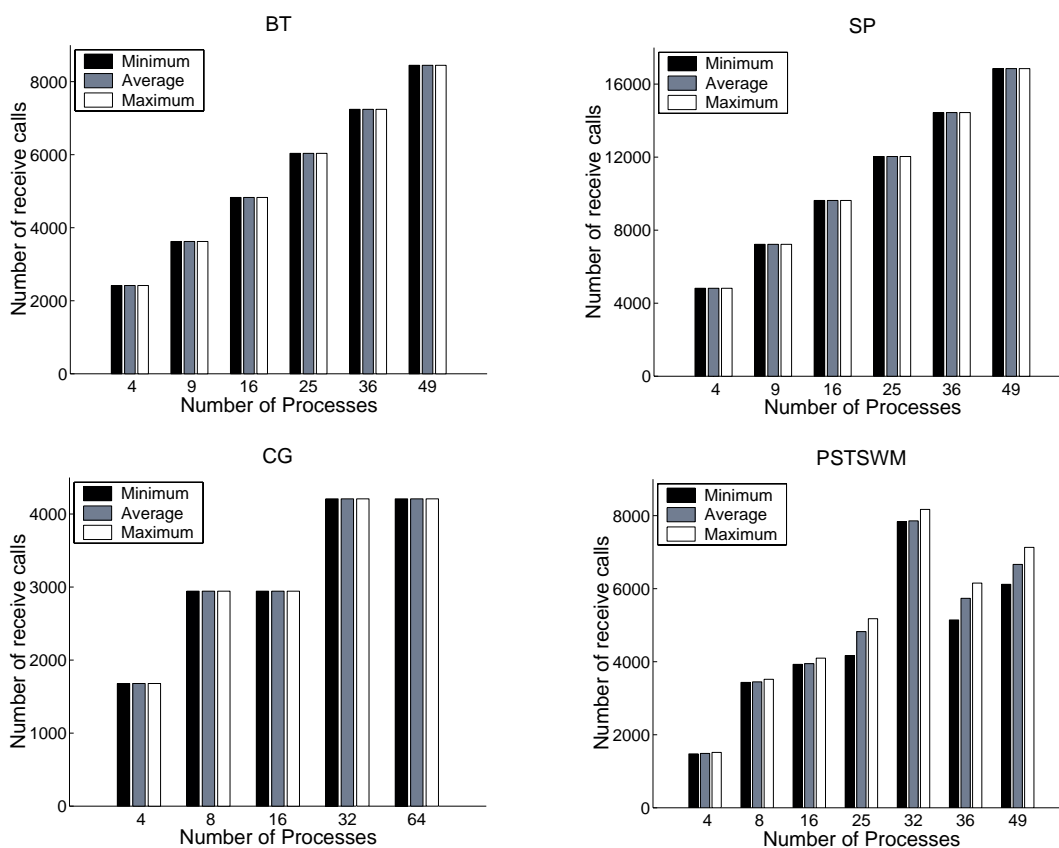 BT
Minimum
Average
Maximum
Number of receive calls
8000
6000
4000
2000
0
4 9 16 25 36 49
Number of Processes
SP
Minimum
Average
Maximum
Number of receive calls
16000
12000
8000
4000
0
4 9 16 25 36 49
Number of Processes
CG
Minimum
Average
Maximum
Number of receive calls
4000
3000
2000
1000
0
4 8 16 32 64
Number of Processes
PSTSWM
Minimum
Average
Maximum
Number of receive calls
8000
6000
4000
2000
0
4 8 16 25 32 36 49
Number of Processes